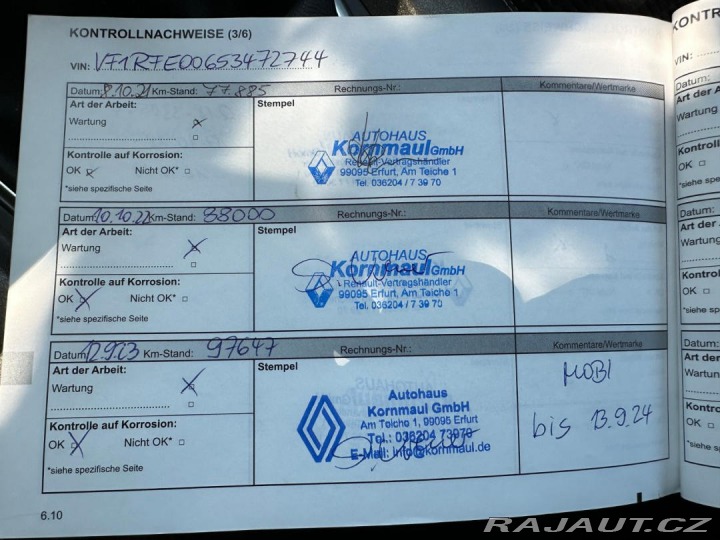 KONTROLLNACHWEISE (3/6)
VIN: VF1RFE00653472744
Datum: 8.10.21 Km-Stand: 77.885 Rechnungs-Nr.: Kommentare/Wertmarke
Art der Arbeit: Stempel
Wartung x
AUTOHAUS
Kornmaul GmbH
Renault-Vertragshändler
99095 Erfurt, Am Teiche 1
Tel. 036204 / 7 39 70
Kontrolle auf Korrosion:
OK x Nicht OK*
*siehe spezifische Seite
Datum: 10.10.22 Km-Stand: 88000 Rechnungs-Nr.: Kommentare/Wertmarke
Art der Arbeit: Stempel
Wartung x
AUTOHAUS
Kornmaul GmbH
Renault-Vertragshändler
99095 Erfurt, Am Teiche 1
Tel. 036204 / 7 39 70
Kontrolle auf Korrosion:
OK x Nicht OK*
*siehe spezifische Seite
Datum: 12.9.23 Km-Stand: 97647 Rechnungs-Nr.: Kommentare/Wertmarke
Art der Arbeit: Stempel
Wartung x
Autohaus
Kornmaul GmbH
Am Teiche 1, 99095 Erfurt
Tel.: 036204 73970
E-Mail: info@kornmaul.de
MOBI
bis 13.9.24
Kontrolle auf Korrosion:
OK x Nicht OK*
*siehe spezifische Seite
6.10
KONTR
VIN:
Datum:
Art der A
Wartung
Kontrolle
OK
*siehe spe
Datum:
Art der A
Wartung
Kontroll
OK
*siehe sp
Datum:
Art der
Wartung
Kontrol
OK
*siehe s
RAJAUT.CZ